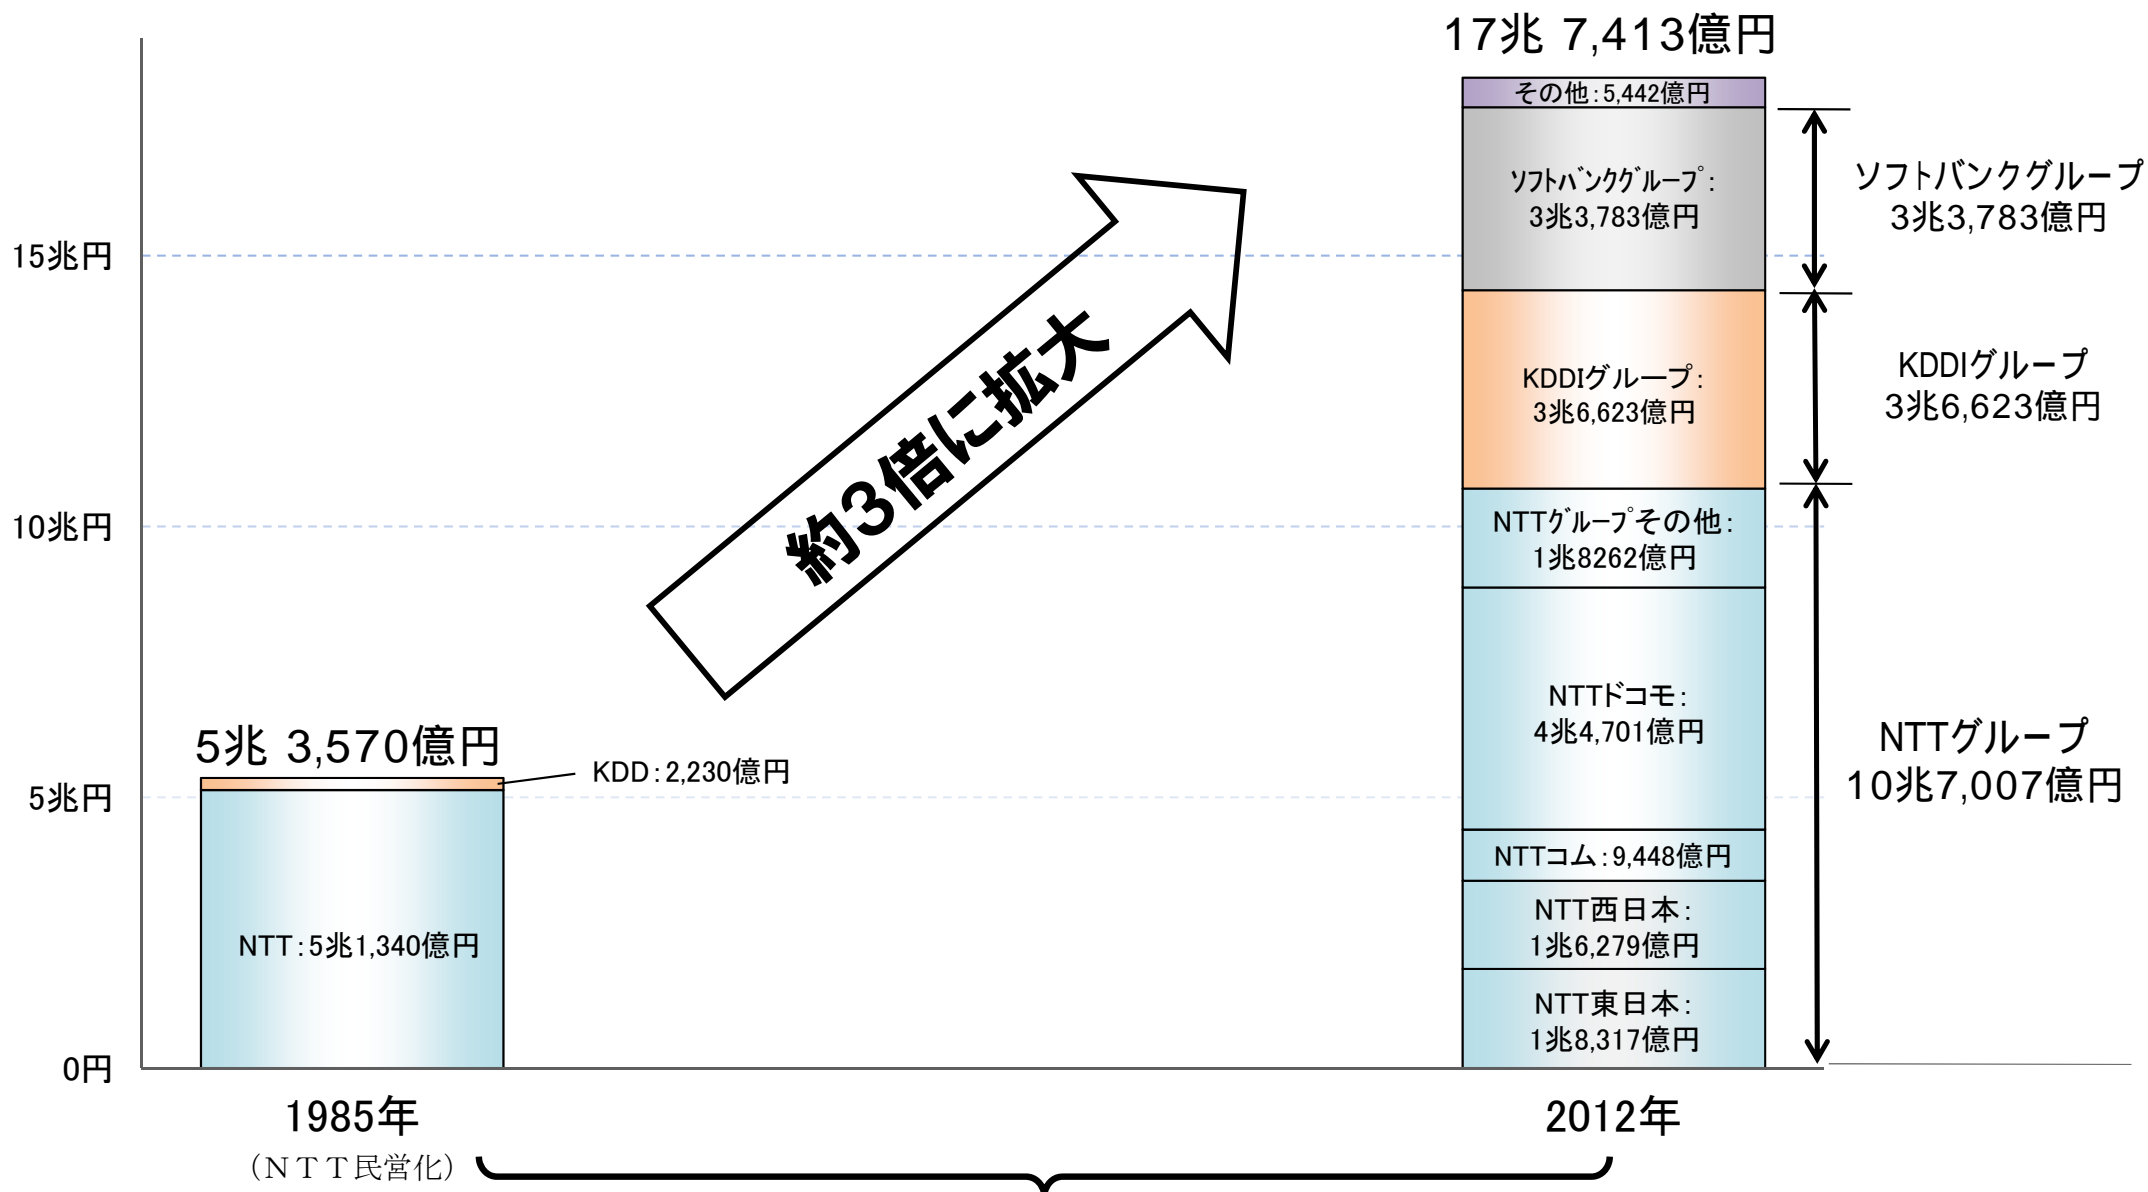 17兆 7,413億円
その他：5,442億円
ソフトバンクグループ：
3兆3,783億円
ソフトバンクグループ
3兆3,783億円
15兆円
約3倍に拡大
KDDIグループ：
3兆6,623億円
KDDIグループ
3兆6,623億円
10兆円
NTTグループその他：
1兆8262億円
NTTドコモ：
4兆4,701億円
NTTグループ
10兆7,007億円
5兆 3,570億円
KDD：2,230億円
5兆円
NTTコム：9,448億円
NTT西日本：
1兆6,279億円
NTT：5兆1,340億円
NTT東日本：
1兆8,317億円
0円
1985年
（ＮＴＴ民営化）
2012年